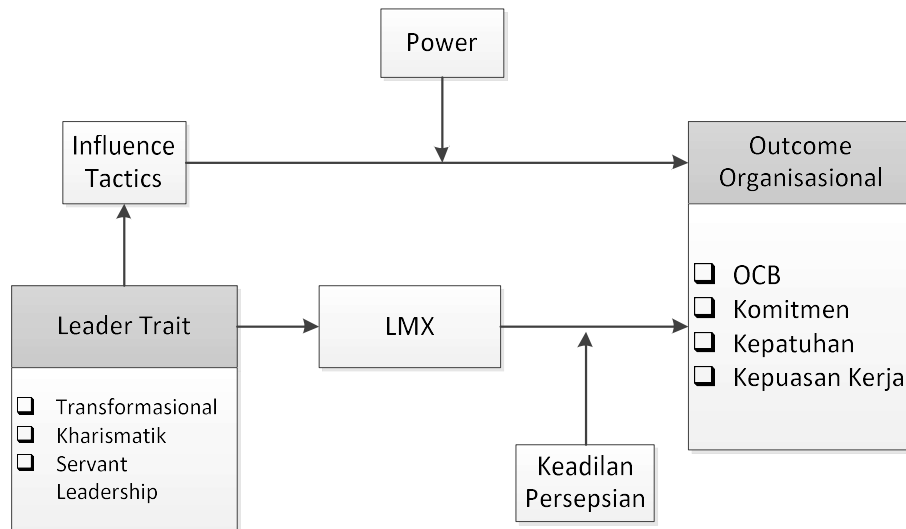 Power
Influence
Tactics
Outcome
Organisasional
OCB
Komitmen
Kepatuhan
Kepuasan Kerja
Leader Trait
Transformasional
Kharismatik
Servant
Leadership
LMX
Keadilan
Persepsian